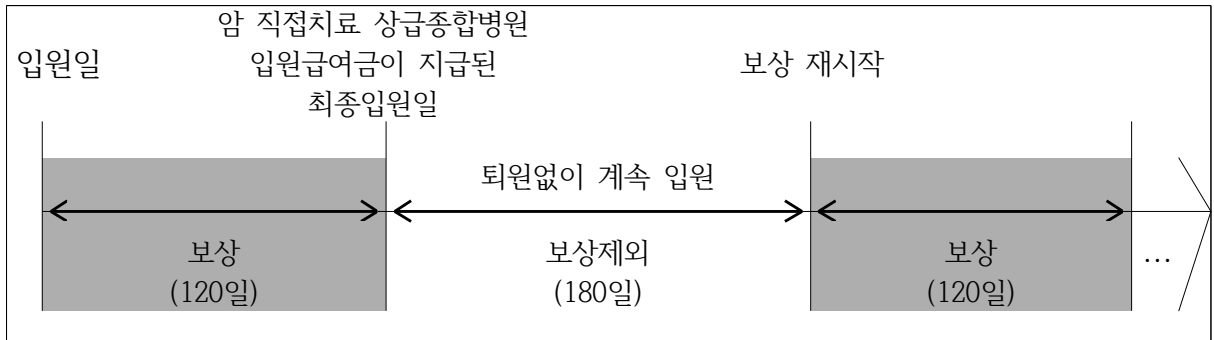 암 직접치료 상급종합병원
입원일 입원급여금이 지급된 보상 재시작
최종입원일
퇴원없이 계속 입원
보상 보상제외 보상 …
(120일) (180일) (120일)